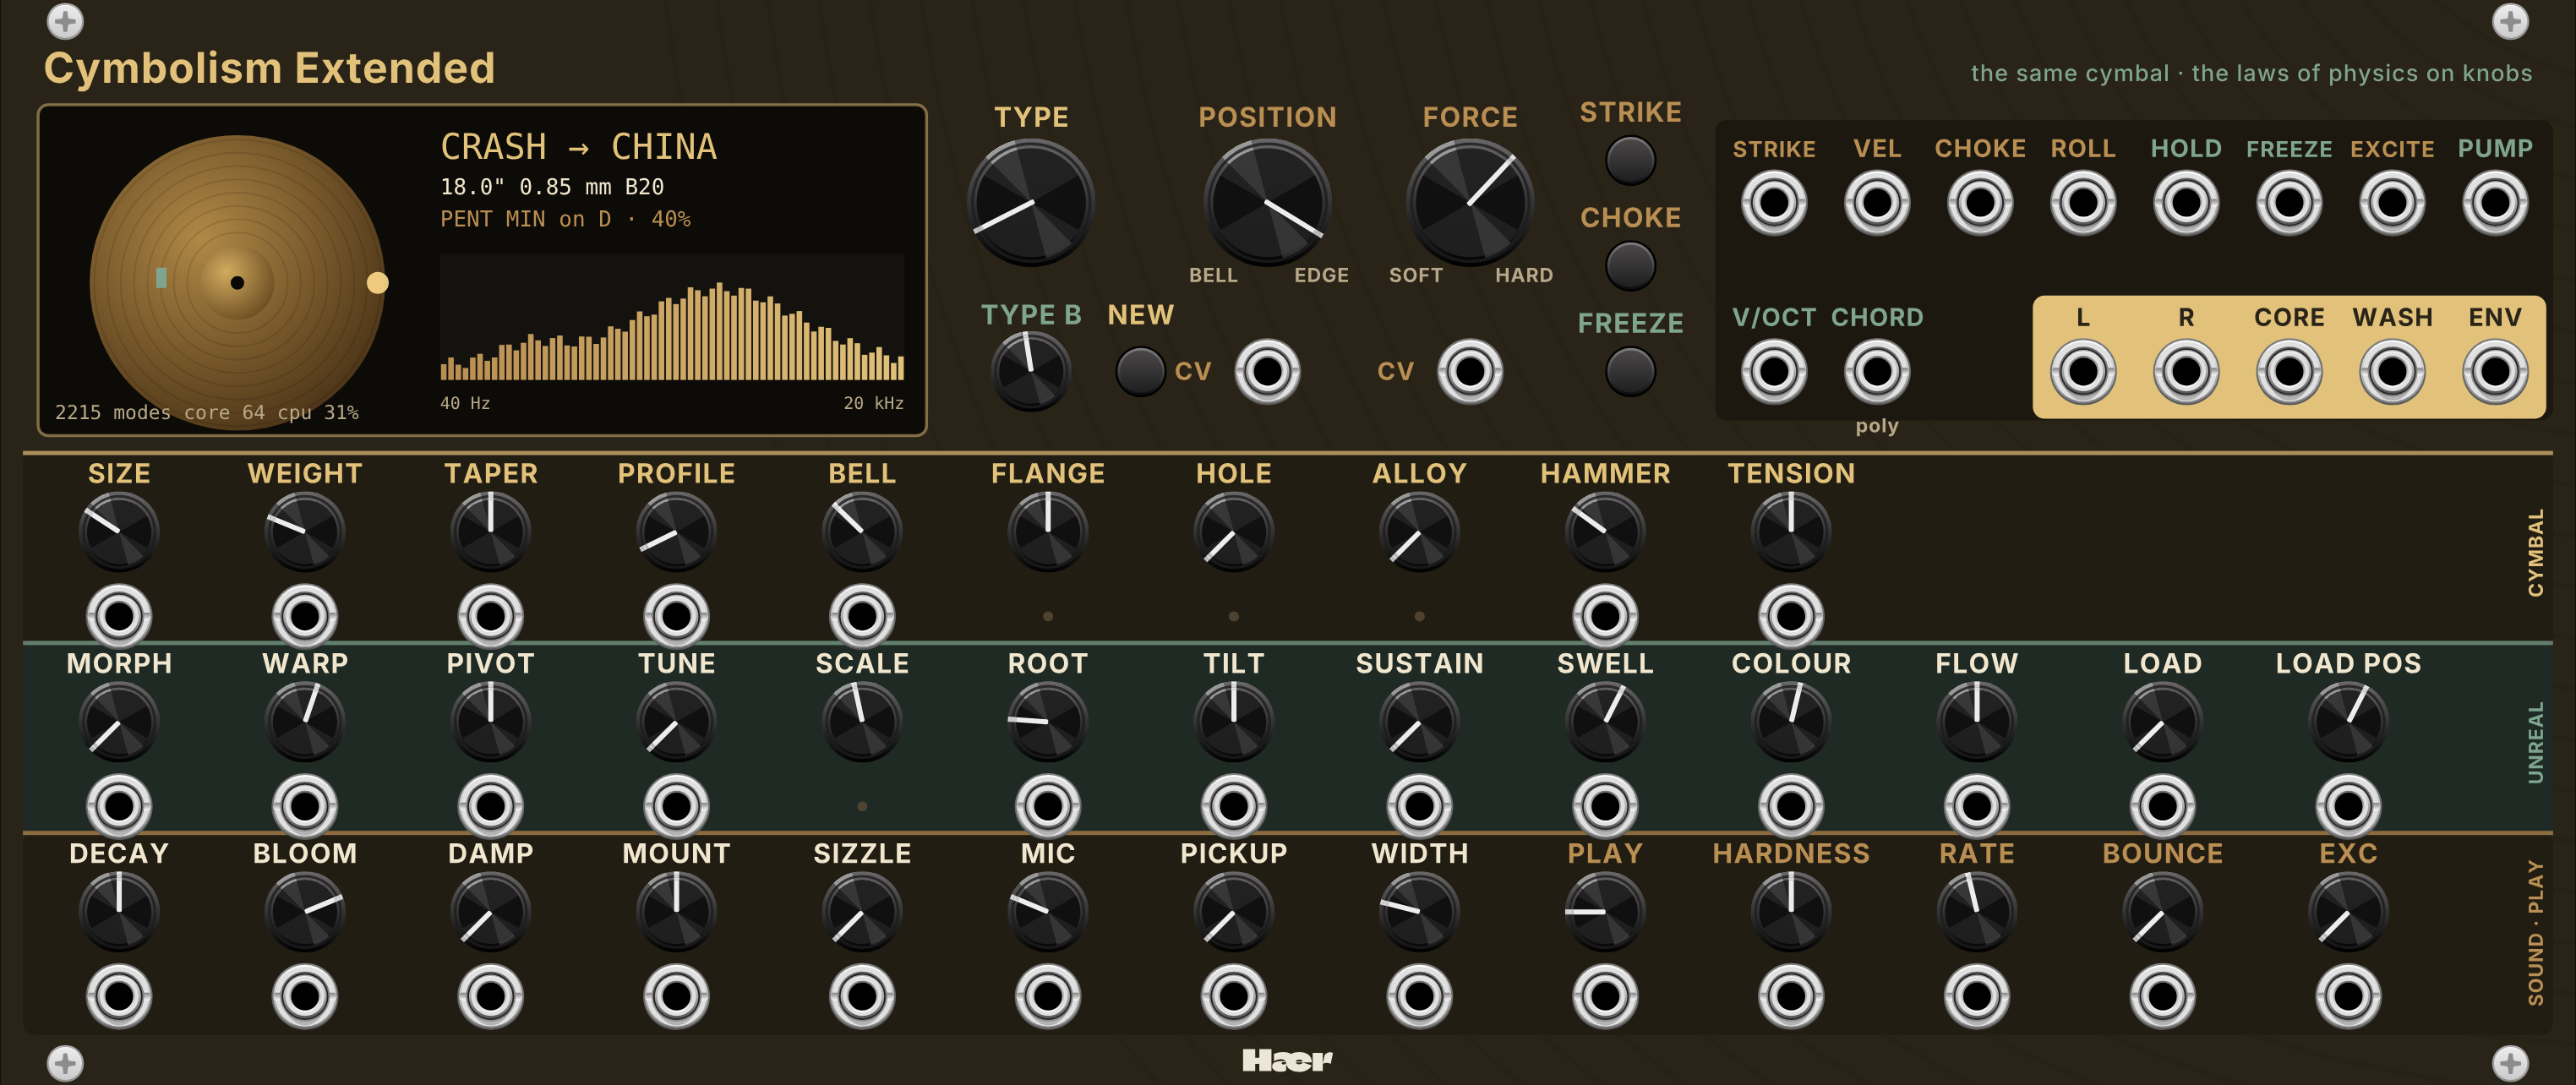 Cymbolism Extended
the same cymbal · the laws of physics on knobs
CRASH → CHINA
18.0" 0.85 mm B20
PENT MIN on D · 40%
40 Hz 20 kHz
2215 modes core 64 cpu 31%
TYPE POSITION FORCE STRIKE
BELL EDGE SOFT HARD
CHOKE
TYPE B NEW FREEZE
CV CV
STRIKE VEL CHOKE ROLL HOLD FREEZE EXCITE PUMP
V/OCT CHORD L R CORE WASH ENV
poly
SIZE WEIGHT TAPER PROFILE BELL FLANGE HOLE ALLOY HAMMER TENSION
CYMBAL
MORPH WARP PIVOT TUNE SCALE ROOT TILT SUSTAIN SWELL COLOUR FLOW LOAD LOAD POS
UNREAL
DECAY BLOOM DAMP MOUNT SIZZLE MIC PICKUP WIDTH PLAY HARDNESS RATE BOUNCE EXC
SOUND · PLAY
Hær